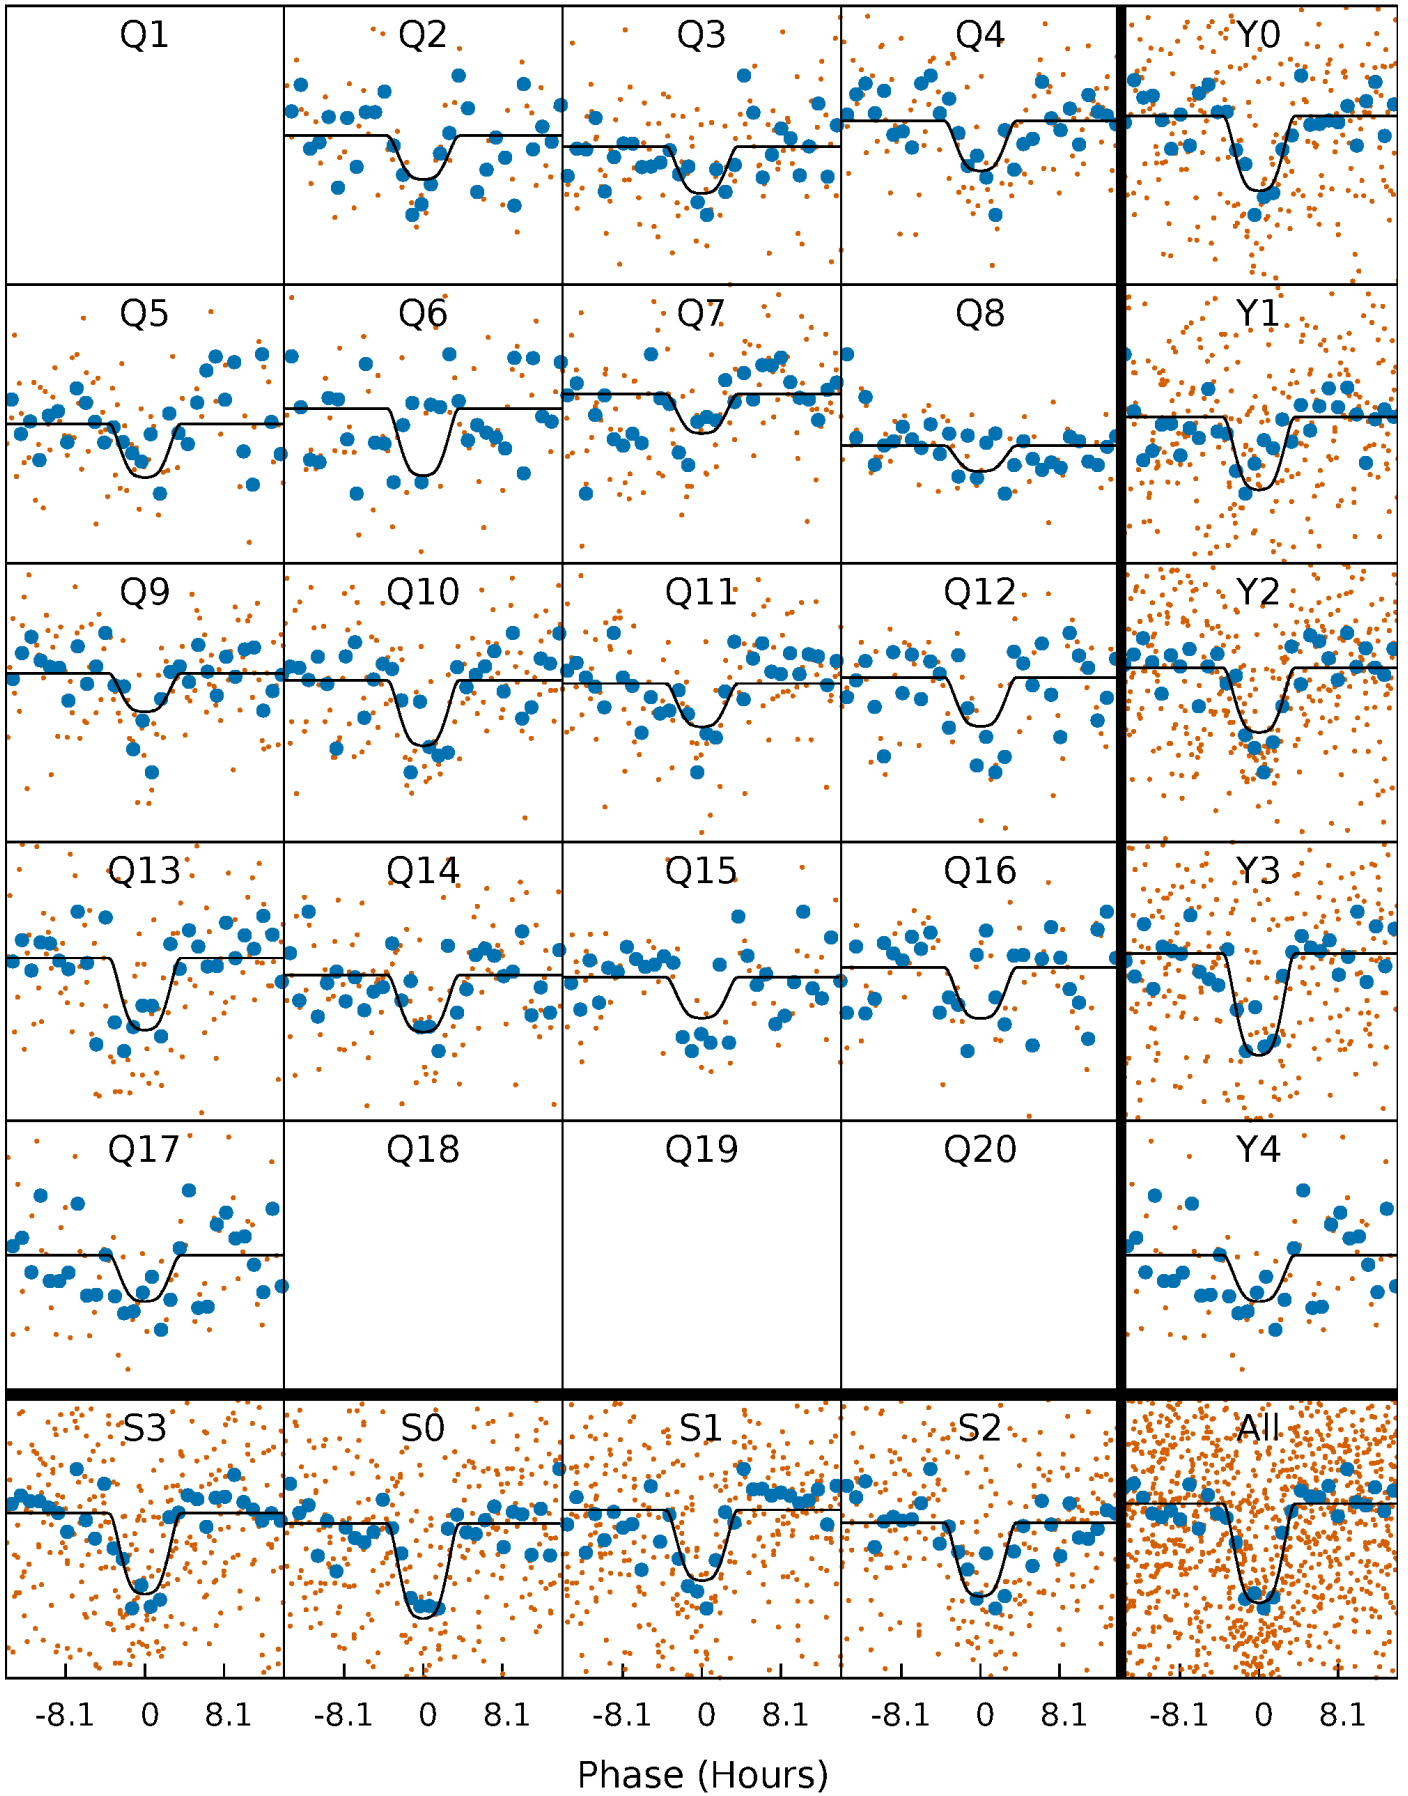 Q1 Q2 Q3 Q4 Y0
Q5 Q6 Q7 Q8 Y1
Q9 Q10 Q11 Q12 Y2
Q13 Q14 Q15 Q16 Y3
Q17 Q18 Q19 Q20 Y4
S3 S0 S1 S2 All
-8.1 0 8.1 -8.1 0 8.1 -8.1 0 8.1 -8.1 0 8.1 -8.1 0 8.1
Phase (Hours)